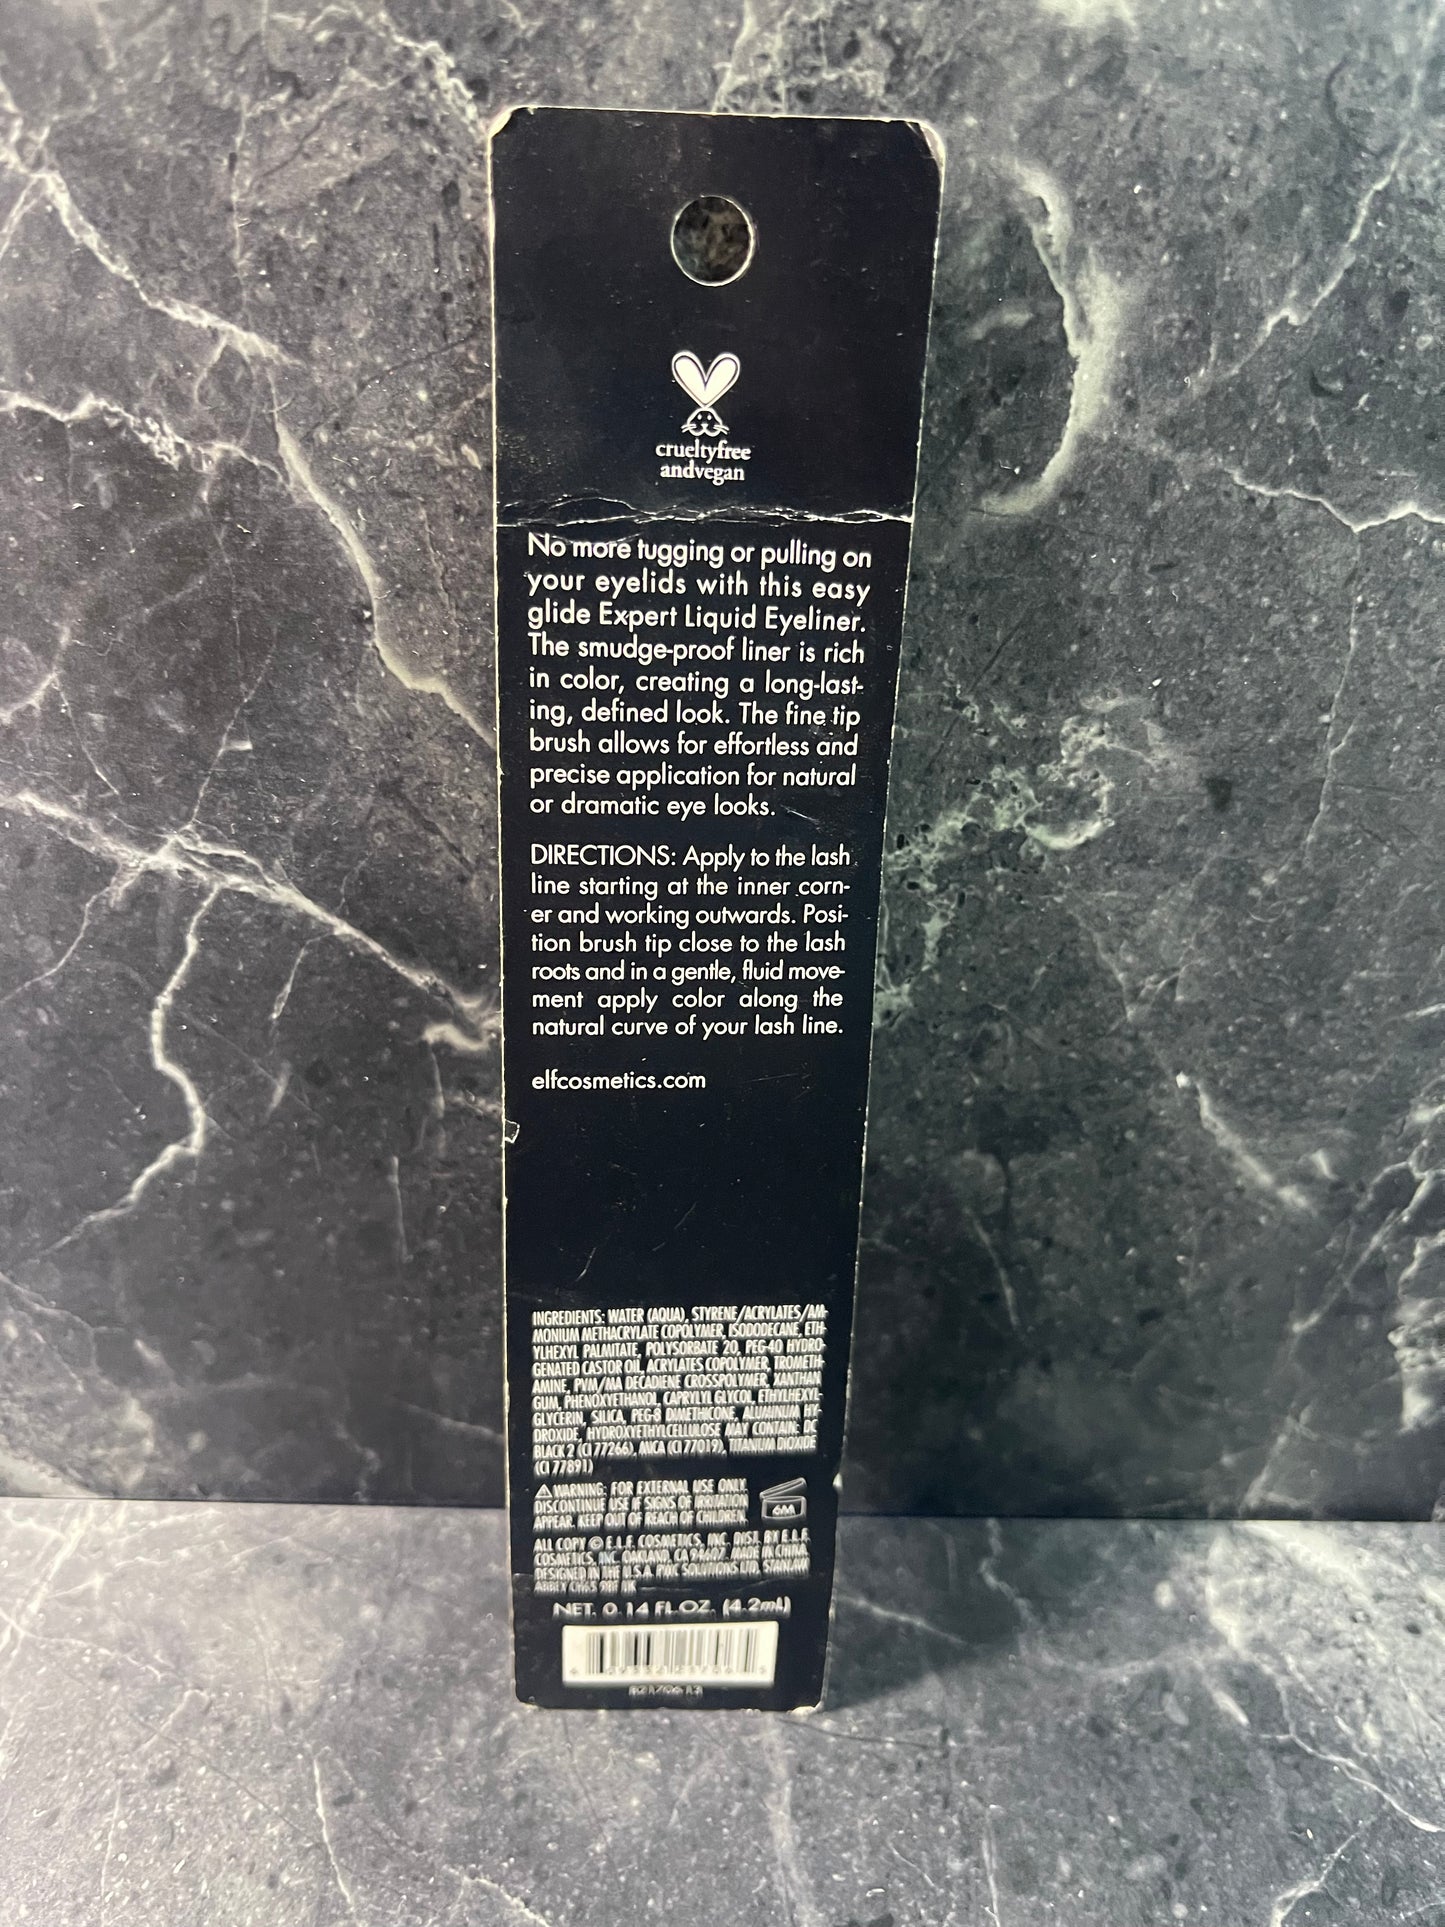 crueltyfree
andvegan
No more tugging or pulling on
your eyelids with this easy
glide Expert Liquid Eyeliner.
The smudge-proof liner is rich
in color, creating a long-last-
ing, defined look. The fine tip
brush allows for effortless and
precise application for natural
or dramatic eye looks.
DIRECTIONS: Apply to the lash
line starting at the inner corn-
er and working outwards. Posi-
tion brush tip close to the lash
roots and in a gentle, fluid move-
ment apply color along the
natural curve of your lash line.
elfcosmetics.com
INGREDIENTS: WATER (AQUA), STYRENE/ACRYLATES/AM-
MONIUM METHACRYLATE COPOLYMER, ISODODECANE, ETH-
YLHEXYL PALMITATE, POLYSORBATE 20, PEG-40 HYDRO-
GENATED CASTOR OIL, ACRYLATES COPOLYMER, TROMETH-
AMINE, PVM/MA DECADIENE CROSSPOLYMER, XANTHAN
GUM, PHENOXYETHANOL, CAPRYLYL GLYCOL, ETHYLHEXYL-
GLYCERIN, SILICA, PEG-8 DIMETHICONE, ALUMINUM HY-
DROXIDE, HYDROXYETHYLCELLULOSE MAY CONTAIN: DC
BLACK 2 (CI 77266), MICA (CI 77019), TITANIUM DIOXIDE
(CI 77891)
⚠ WARNING: FOR EXTERNAL USE ONLY.
DISCONTINUE USE IF SIGNS OF IRRITATION
APPEAR. KEEP OUT OF REACH OF CHILDREN.
6M
ALL COPY © E.L.F. COSMETICS, INC. DIST. BY E.L.F.
COSMETICS, INC. OAKLAND, CA 94607. MADE IN CHINA.
DESIGNED IN THE U.S.A. SOLUTIONS LTD,
NET. 0.14 FL.OZ. (4.2mL)